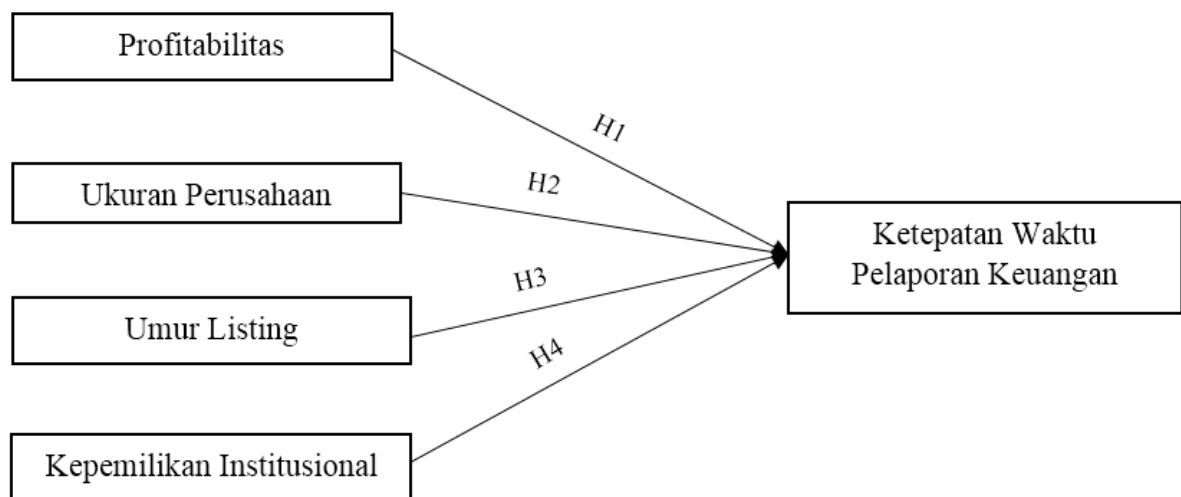 Profitabilitas
H1
Ukuran Perusahaan
H2
Ketepatan Waktu
Pelaporan Keuangan
H3
Umur Listing
H4
Kepemilikan Institusional